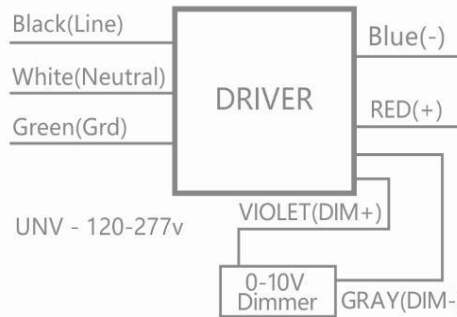 Black(Line)
Blue(-)
White(Neutral)
DRIVER
RED(+)
Green(Grd)
VIOLET(DIM+)
UNV - 120-277v
0-10V
Dimmer
GRAY(DIM-